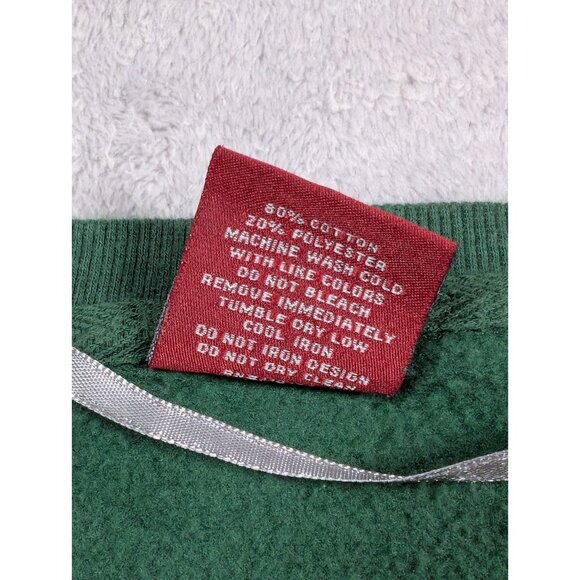 80% COTTON
20% POLYESTER
MACHINE WASH COLD
WITH LIKE COLORS
DO NOT BLEACH
REMOVE IMMEDIATELY
TUMBLE DRY LOW
COOL IRON
DO NOT IRON DESIGN
DO NOT DRY CLEAN